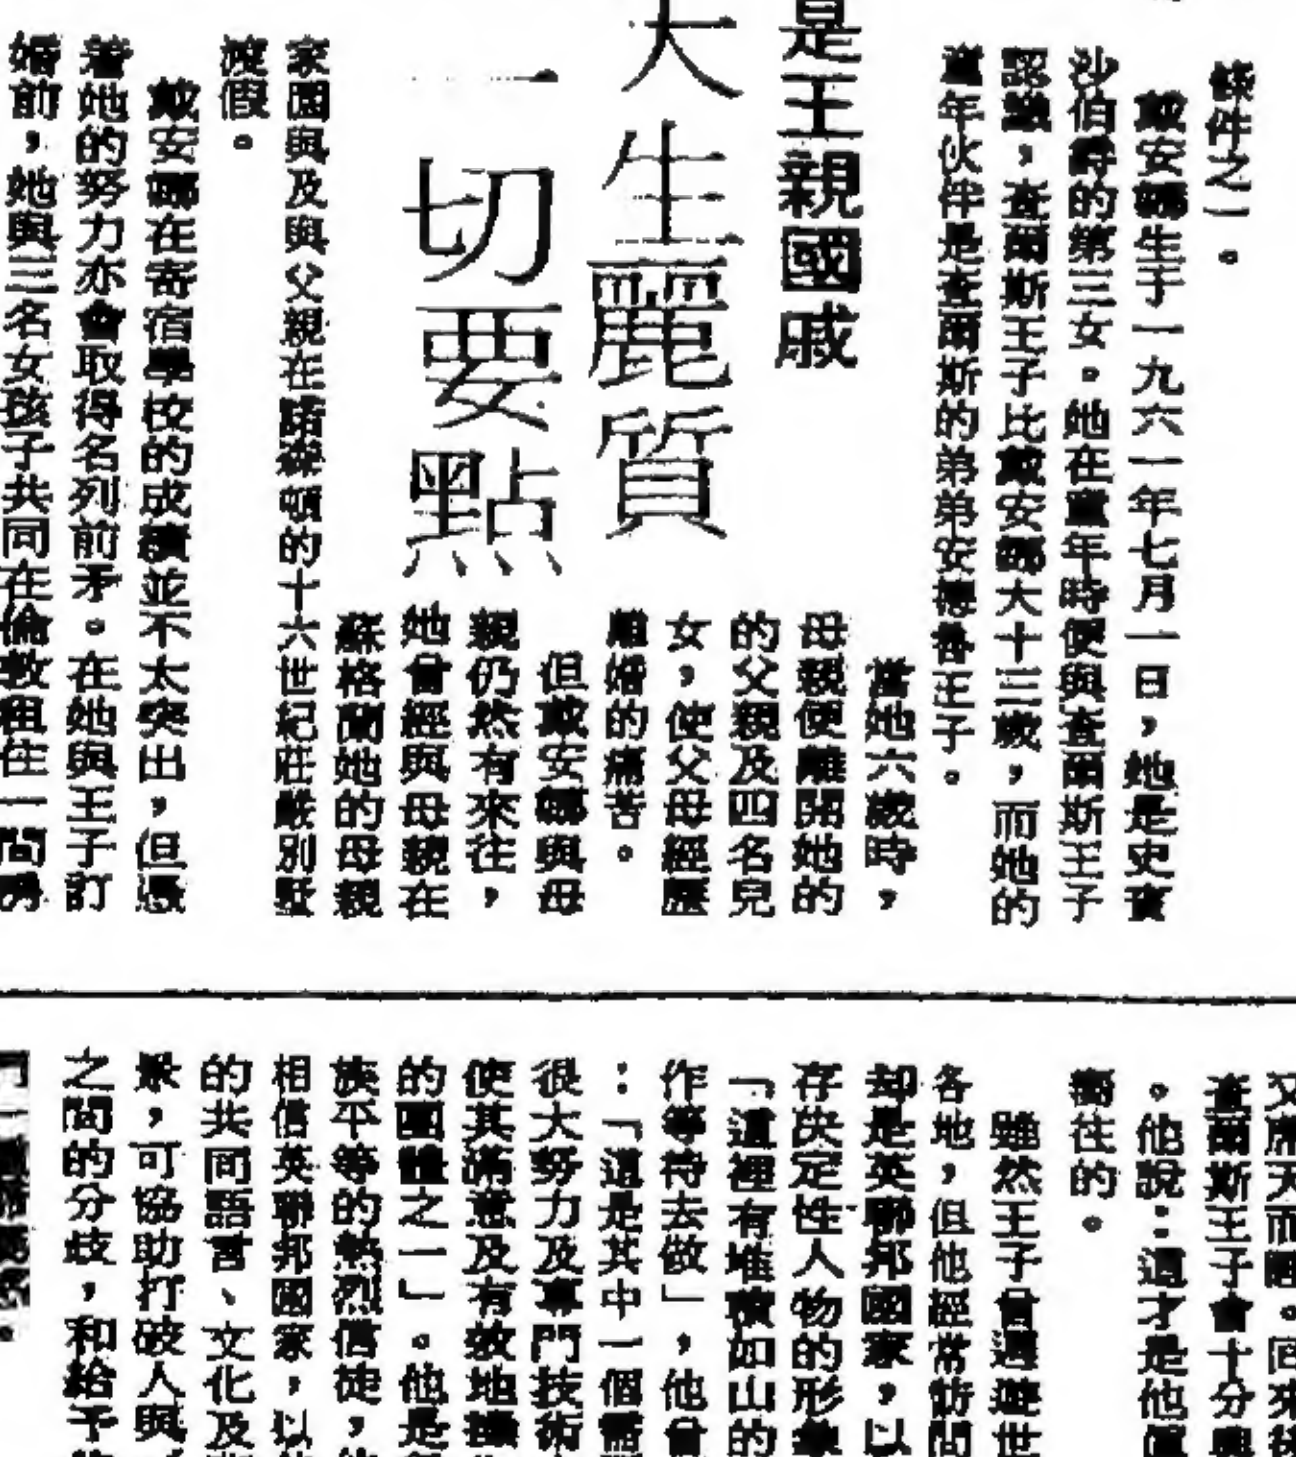 條件之一。
戴安娜生于一九六一年七月一日，她是史賓
沙伯爵的第三女。她在童年時便與查爾斯王子
認識，查爾斯王子比戴安娜大十三歲，而她的
童年伙伴是查爾斯的弟弟安德魯王子。
是王親國戚
大生麗質
一切要點
當她六歲時，
母親便離開她的
的父親及四名兒
女，使父母經歷
離婚的痛苦。
但戴安娜與母
親仍然有來往，
她曾經與母親在
蘇格蘭她的母親
家園與及與父親在諾森頓的十六世紀莊嚴別墅
渡假。
戴安娜在寄宿學校的成績並不太突出，但憑
着她的努力亦會取得名列前矛。在她與王子訂
婚前，她與三名女孩子共同在倫敦租住一間
又席天而睡。回來後
查爾斯王子會十分興
。他說：這才是他
嚮往的。
雖然王子曾遇遊世
各地，但他經常訪問
却是英聯邦國家，以
存決定性人物的形象
「這裡有堆積如山的
作等待去做」，他曾
：「這是其中一個
很大努力及專門技術
使其滿意及有效地
的團體之一」。他是
族平等的熱烈信徒，
相信英聯邦國家，以
的共同語言、文化及
景，可協助打破人與
之間的分歧，和給予